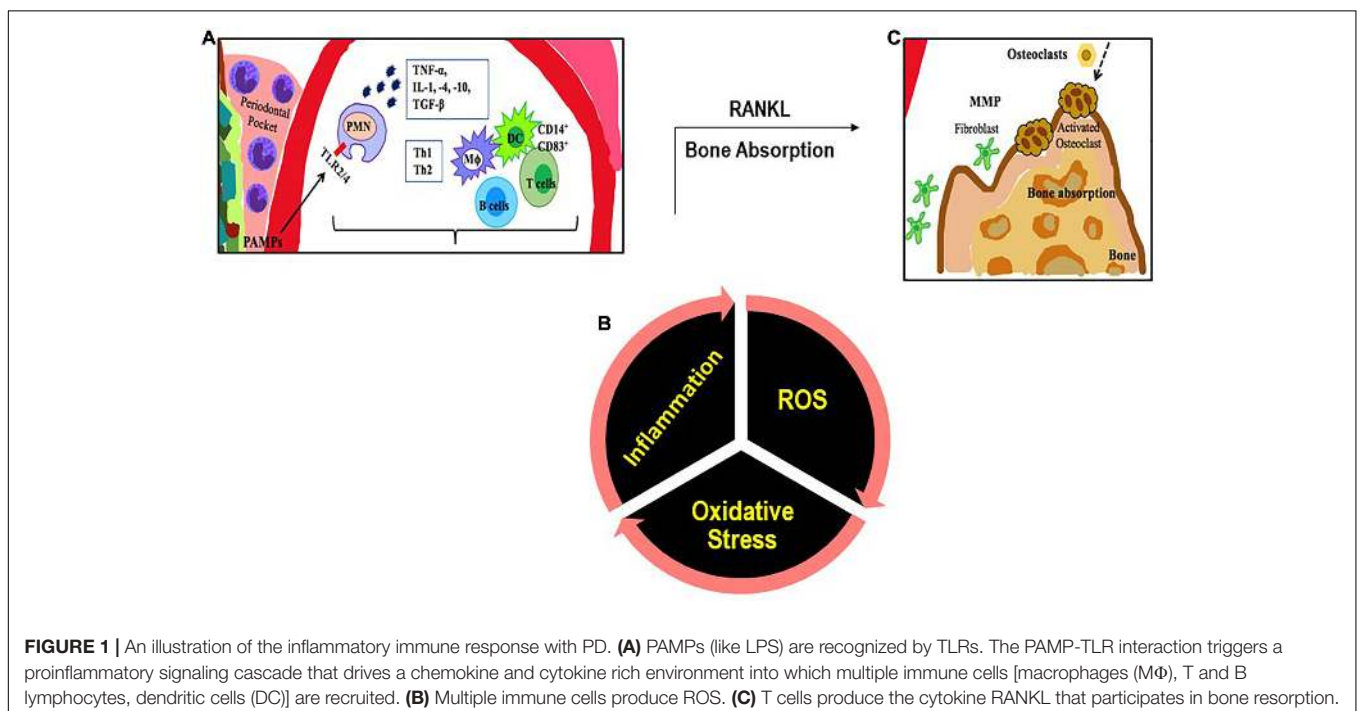 A
Periodontal
Pocket
PAMPs
TLR2/4
PMN
TNF-α,
IL-1, -4, -10,
TGF-β
Th1
Th2
Mϕ
DC
CD14⁺
CD83⁺
T cells
B cells
RANKL
Bone Absorption
C
Osteoclasts
MMP
Fibroblast
Activated
Osteoclast
Bone absorption
Bone
B
Inflammation
ROS
Oxidative
Stress
FIGURE 1 | An illustration of the inflammatory immune response with PD. (A) PAMPs (like LPS) are recognized by TLRs. The PAMP-TLR interaction triggers a
proinflammatory signaling cascade that drives a chemokine and cytokine rich environment into which multiple immune cells [macrophages (MΦ), T and B
lymphocytes, dendritic cells (DC)] are recruited. (B) Multiple immune cells produce ROS. (C) T cells produce the cytokine RANKL that participates in bone resorption.